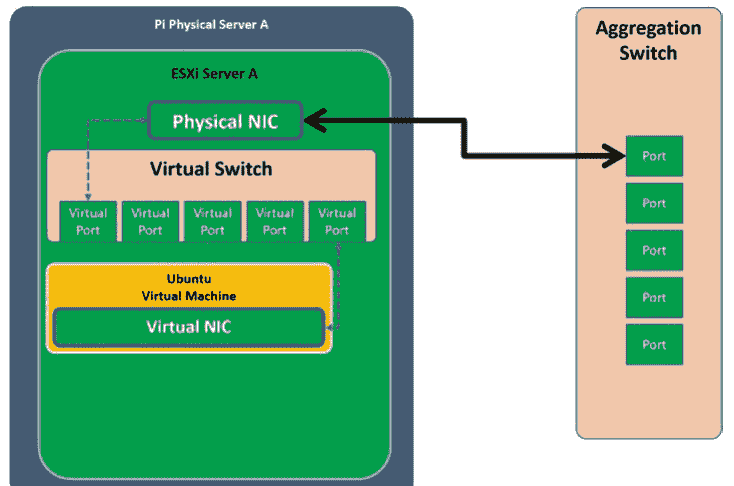 Pi Physical Server A
ESXi Server A
Physical NIC
Virtual Switch
Virtual
Port
Virtual
Port
Virtual
Port
Virtual
Port
Virtual
Port
Ubuntu
Virtual Machine
Virtual NIC
Aggregation
Switch
Port
Port
Port
Port
Port